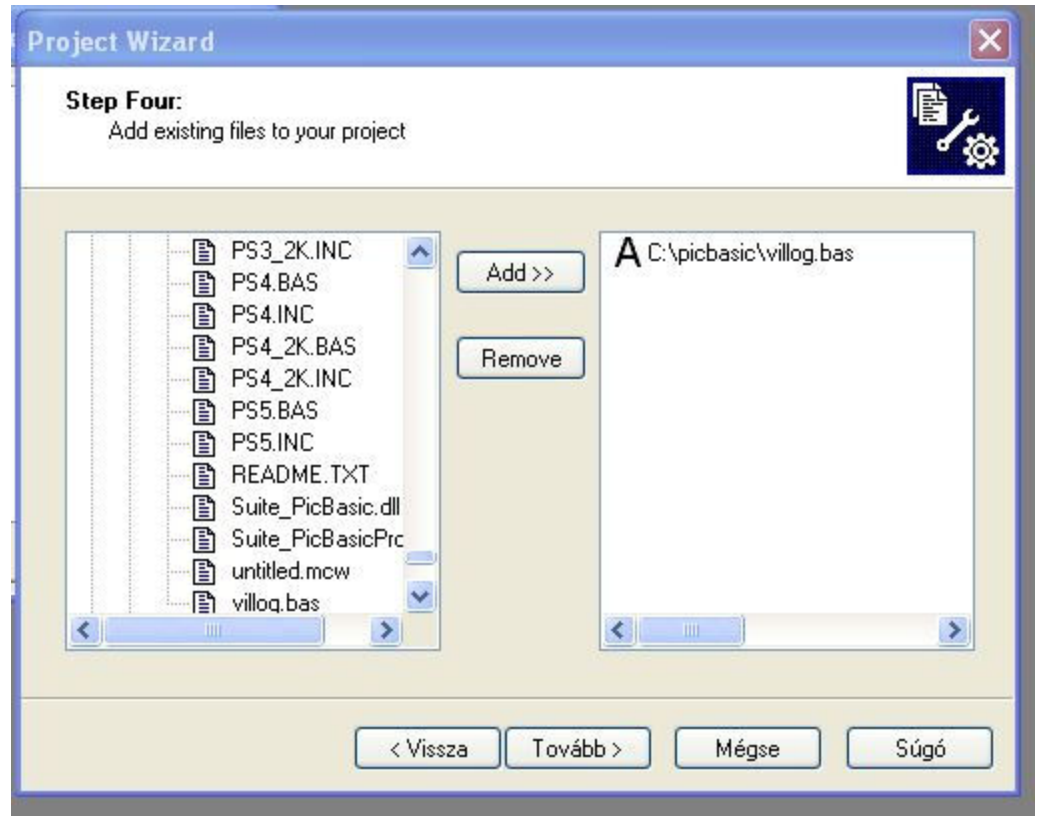 Project Wizard
Step Four:
Add existing files to your project
PS3_2K.INC
PS4.BAS
PS4.INC
PS4_2K.BAS
PS4_2K.INC
PS5.BAS
PS5.INC
README.TXT
Suite_PicBasic.dll
Suite_PicBasicPrc
untitled.mcw
villog.bas
Add >>
Remove
A C:\picbasic\villog.bas
< Vissza
Tovább >
Mégse
Súgó